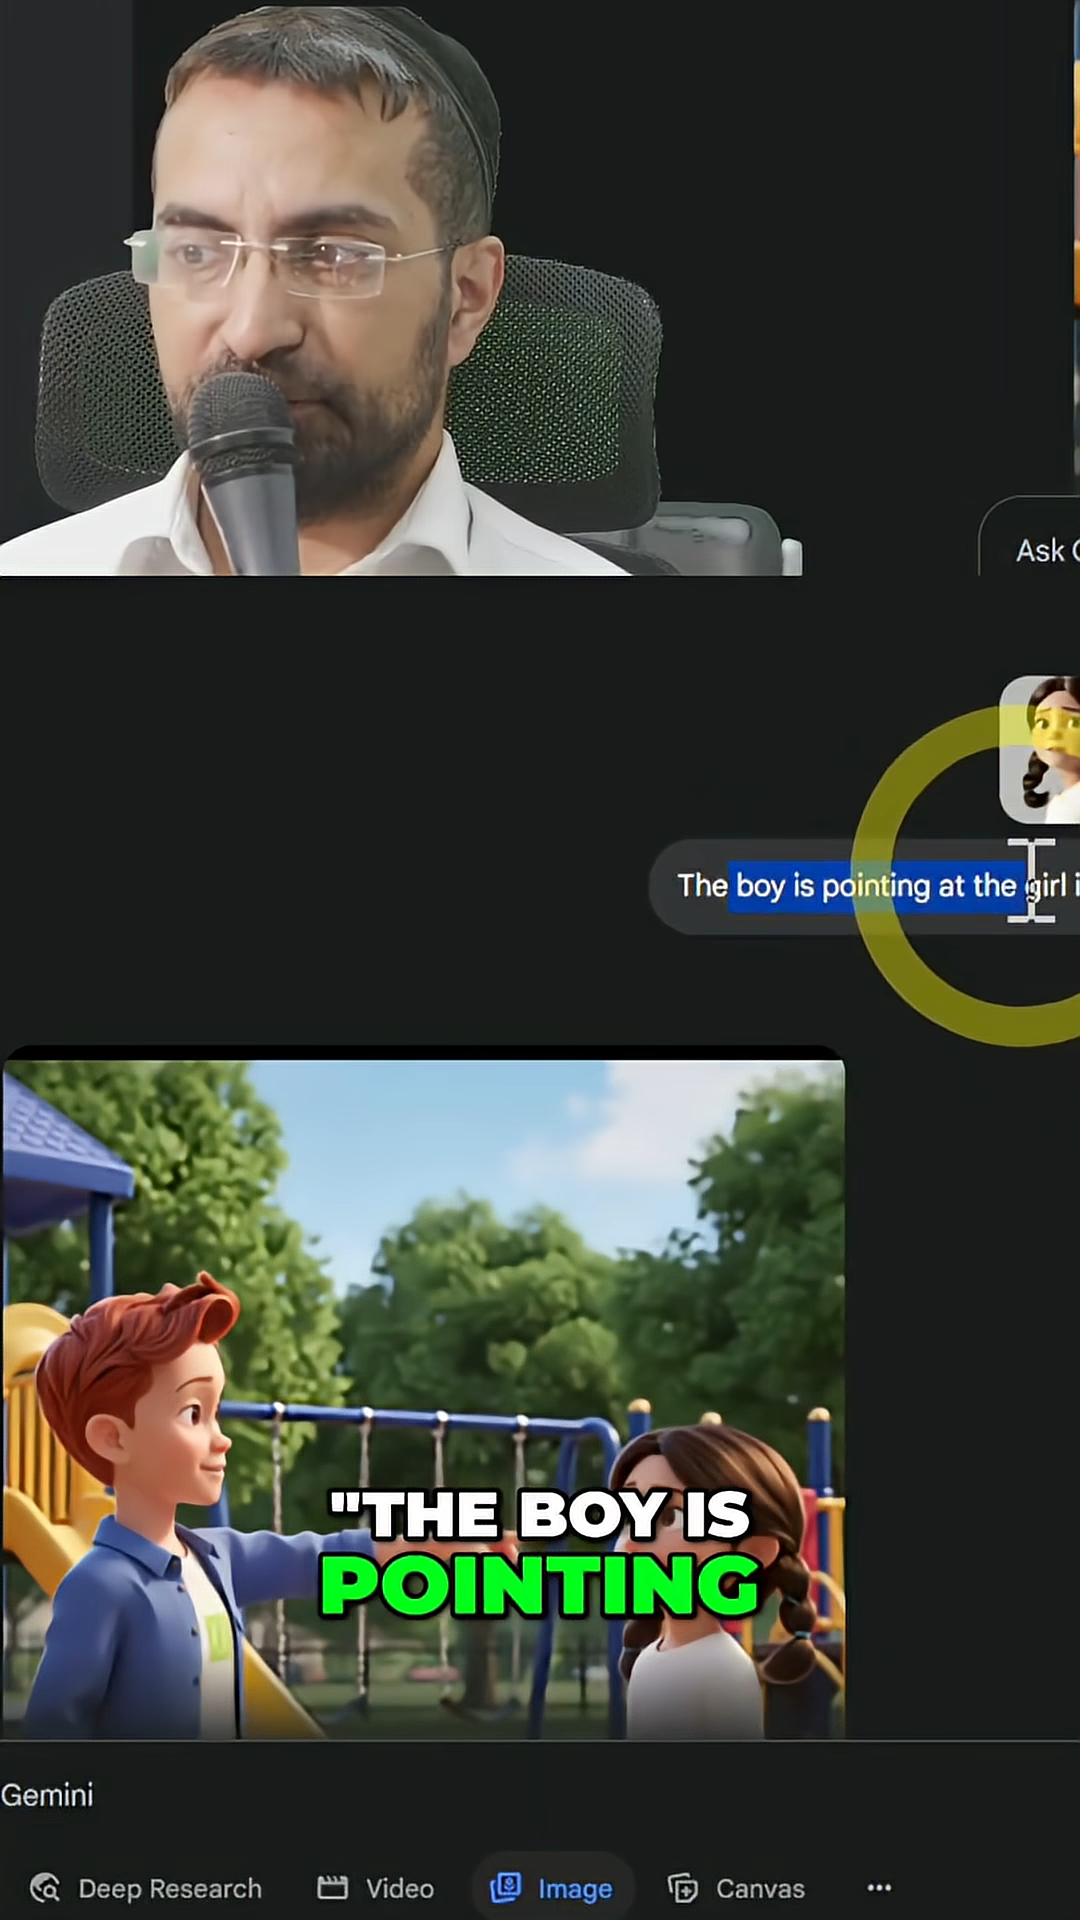 Ask
The boy is pointing at the girl
"THE BOY IS
POINTING
Gemini
Deep Research
Video
Image
Canvas